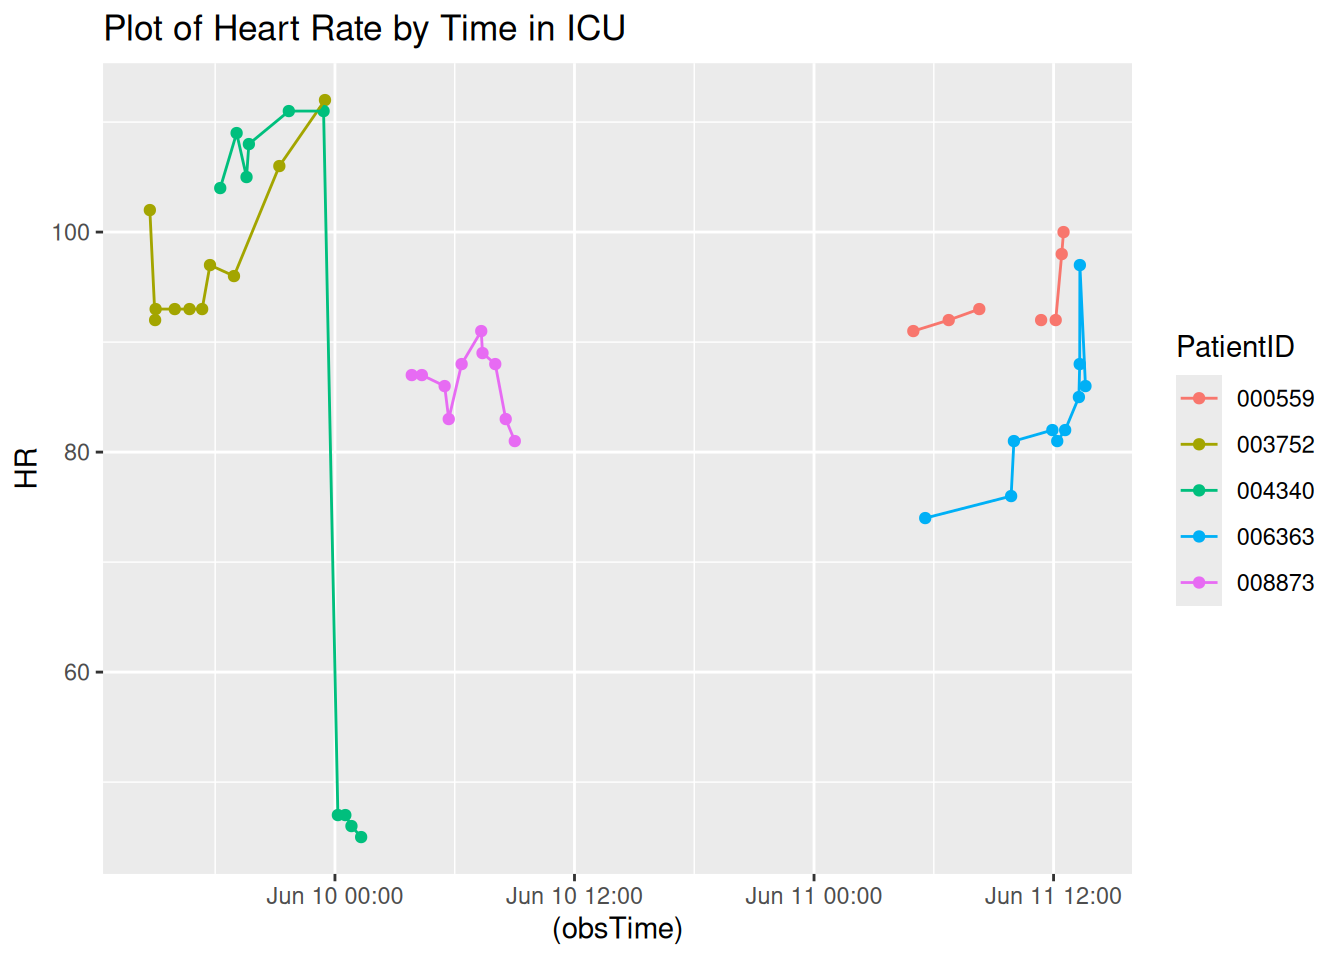 Plot of Heart Rate by Time in ICU
HR
100
80
60
Jun 10 00:00
Jun 10 12:00
Jun 11 00:00
Jun 11 12:00
(obsTime)
PatientID
000559
003752
004340
006363
008873